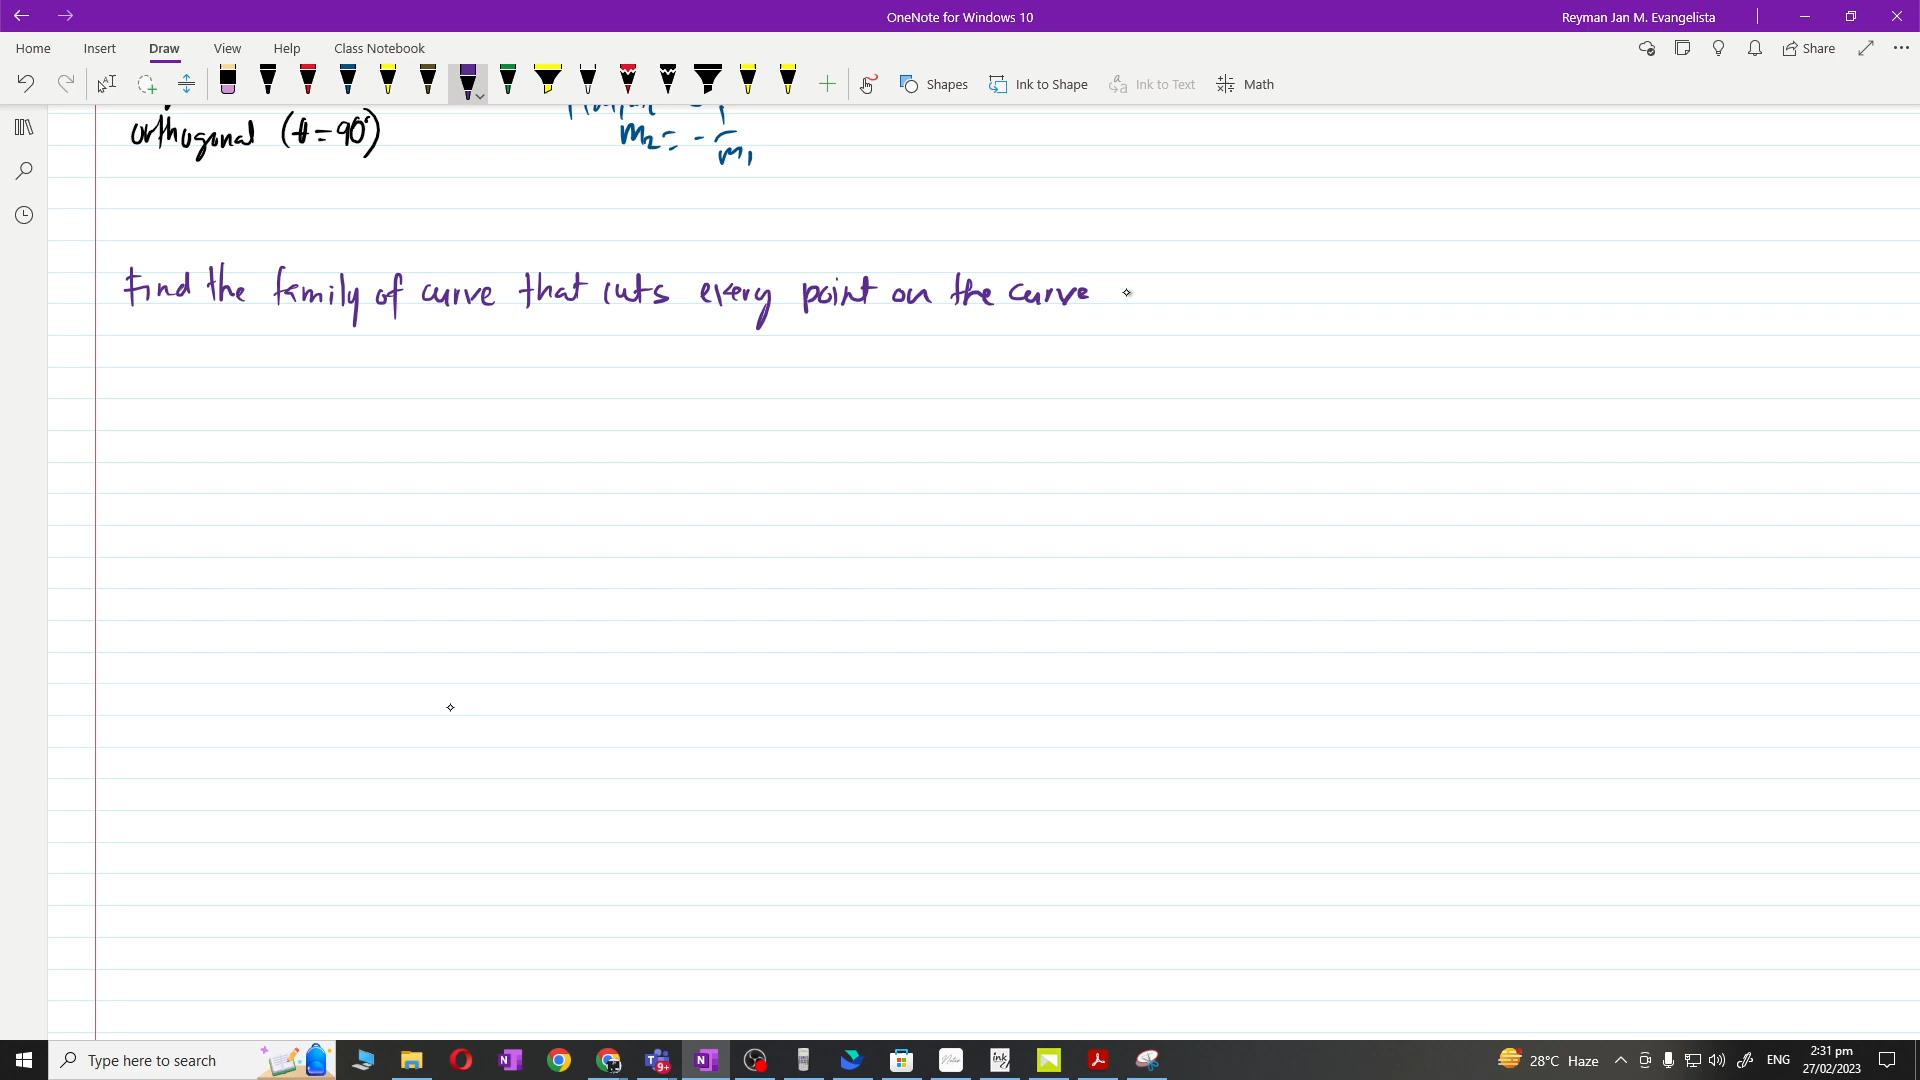 OneNote for Windows 10
Reyman Jan M. Evangelista
Home Insert Draw View Help Class Notebook
Share
Shapes Ink to Shape Ink to Text Math
orthogonal (θ=90°)
m₂ = - 1/m₁
Find the family of curve that cuts every point on the curve
Type here to search
9+
28°C Haze
ENG
2:31 pm
27/02/2023